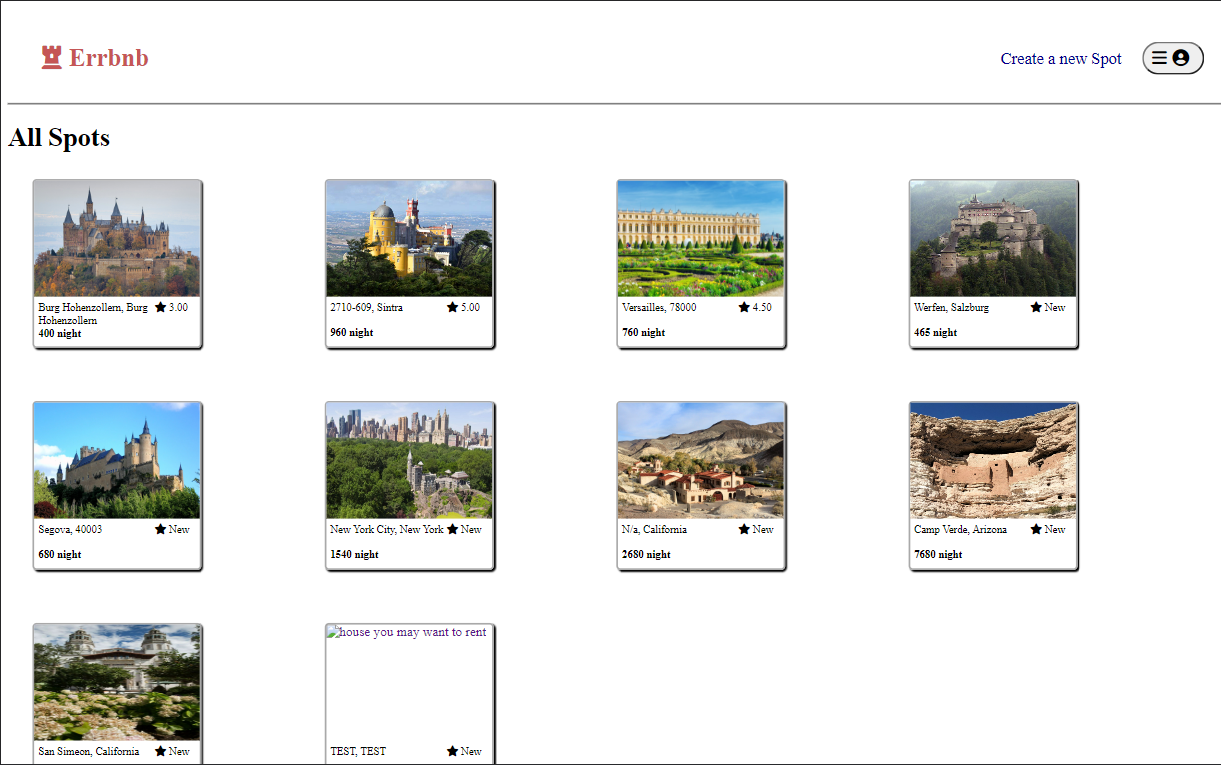 Errbnb
Create a new Spot
All Spots
Burg Hohenzollern, Burg Hohenzollern
3.00
400 night
2710-609, Sintra
5.00
960 night
Versailles, 78000
4.50
760 night
Werfen, Salzburg
New
465 night
Segova, 40003
New
680 night
New York City, New York
New
1540 night
N/a, California
New
2680 night
Camp Verde, Arizona
New
7680 night
San Simeon, California
New
house you may want to rent
TEST, TEST
New